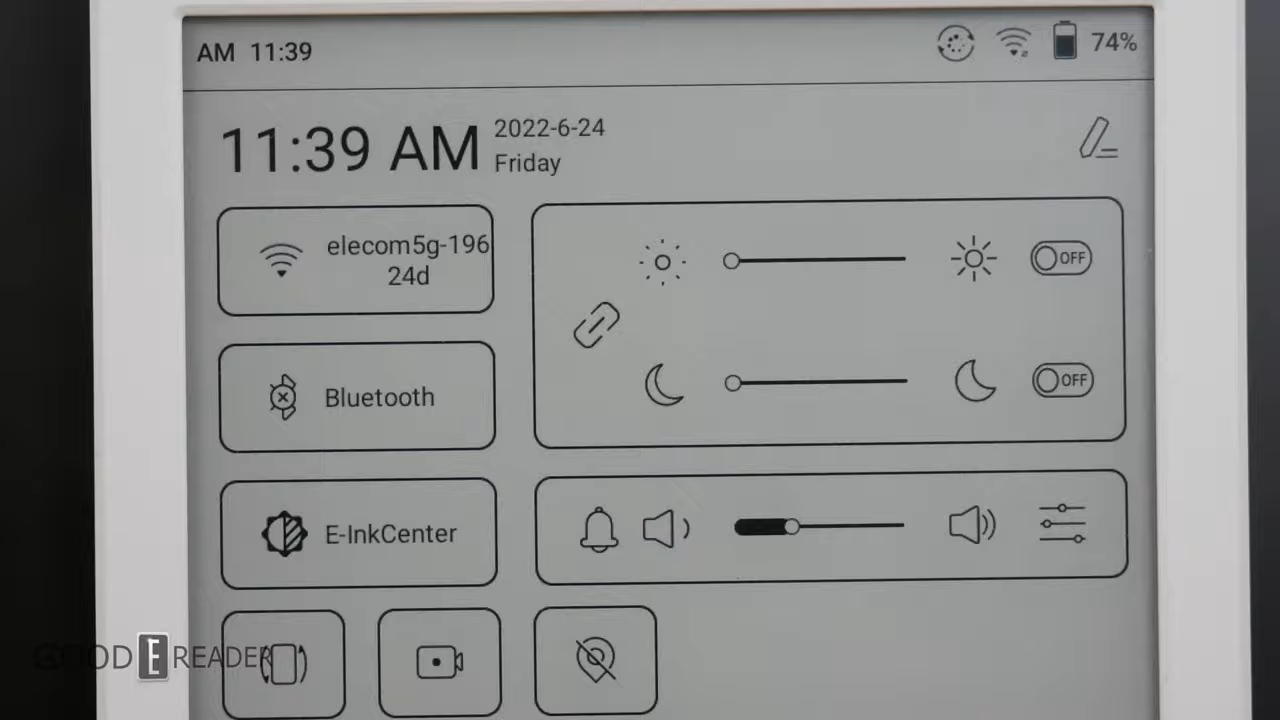 AM 11:39
74%
11:39 AM
2022-6-24
Friday
elecom5g-196
24d
OFF
Bluetooth
OFF
E-InkCenter
GOOD E READER